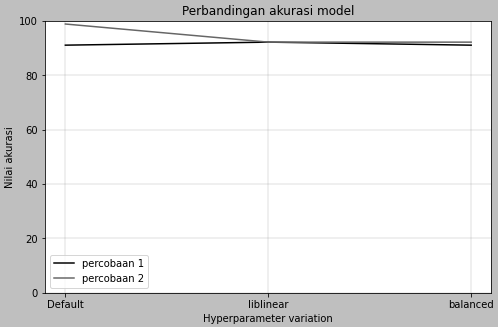 Perbandingan akurasi model
100
80
60
40
20
0
Nilai akurasi
percobaan 1
percobaan 2
Default
liblinear
balanced
Hyperparameter variation